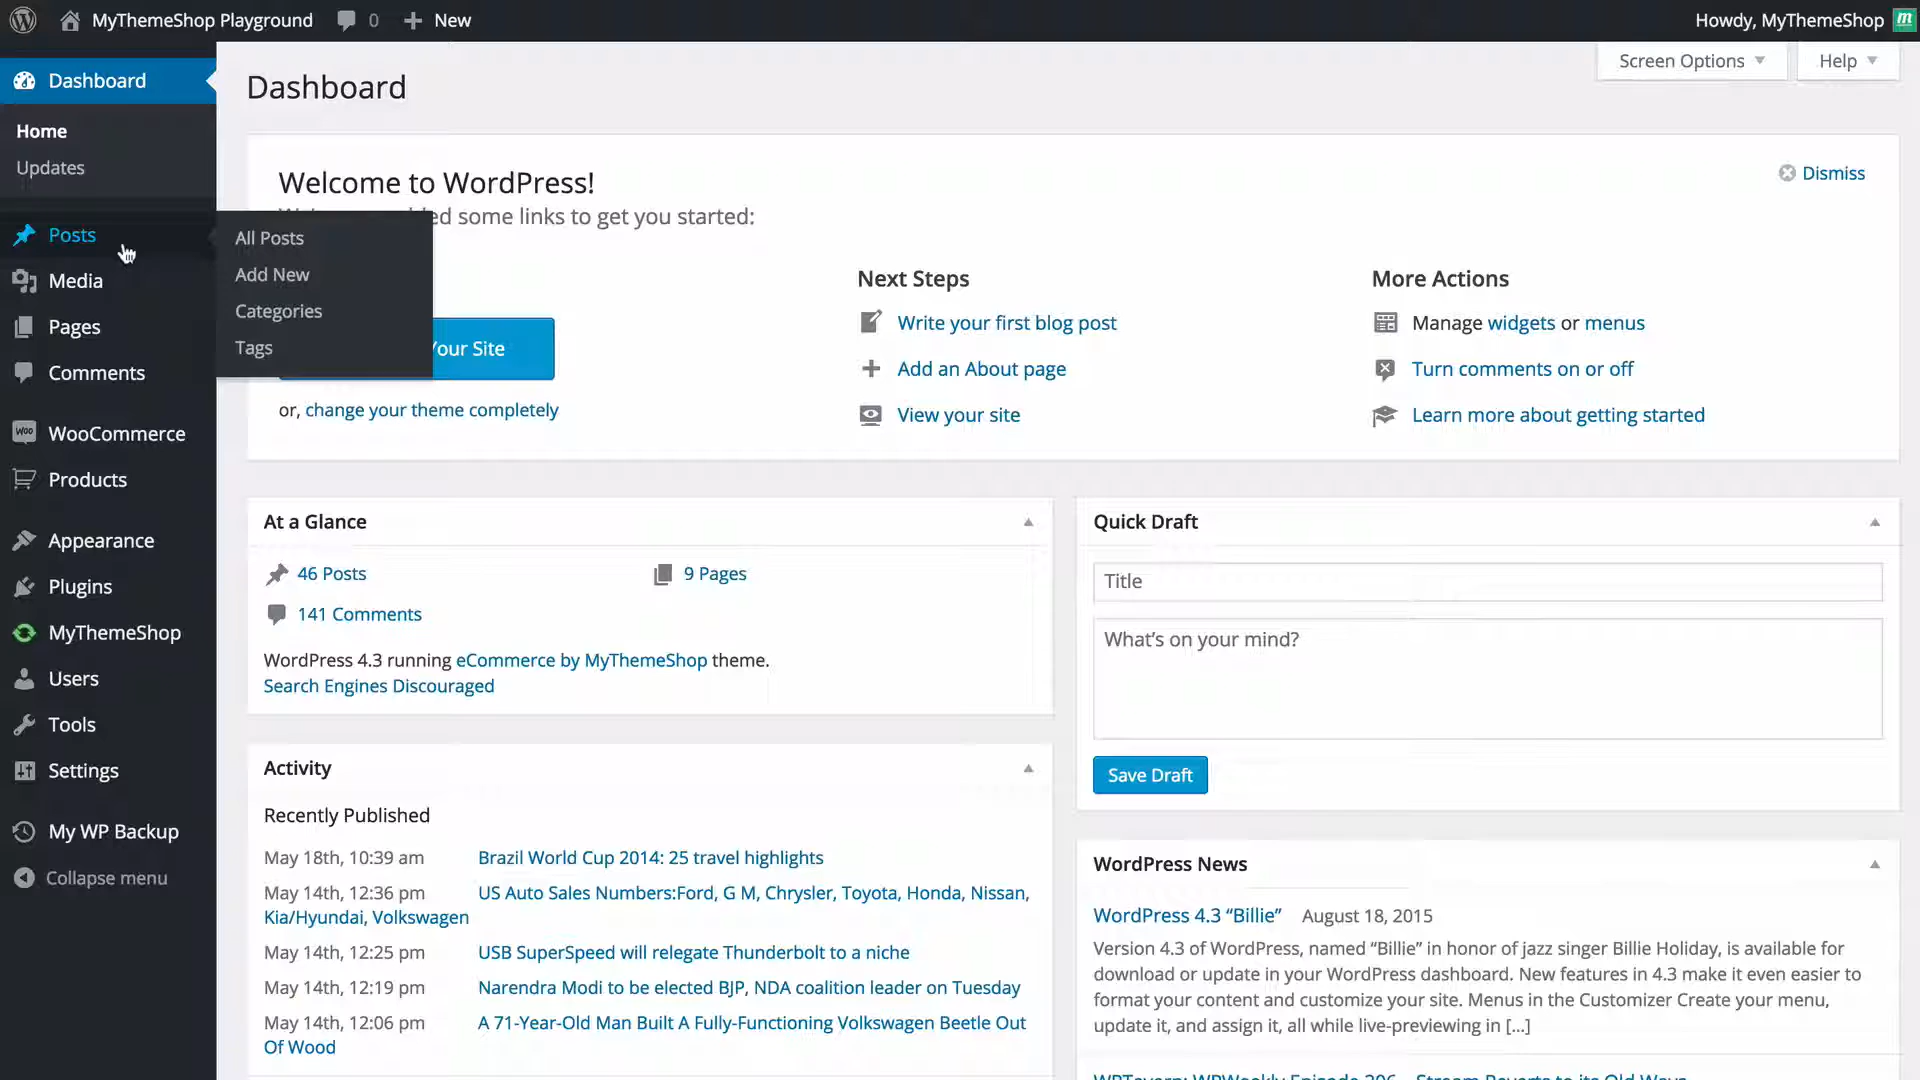 MyThemeShop Playground 0 New
Howdy, MyThemeShop
Dashboard
Home
Updates
Posts
Media
Pages
Comments
WooCommerce
Products
Appearance
Plugins
MyThemeShop
Users
Tools
Settings
My WP Backup
Collapse menu
All Posts
Add New
Categories
Tags
Screen Options
Help
Dashboard
Welcome to WordPress!
Dismiss
some links to get you started:
Your Site
or, change your theme completely
Next Steps
Write your first blog post
Add an About page
View your site
More Actions
Manage widgets or menus
Turn comments on or off
Learn more about getting started
At a Glance
46 Posts
9 Pages
141 Comments
WordPress 4.3 running eCommerce by MyThemeShop theme.
Search Engines Discouraged
Activity
Recently Published
May 18th, 10:39 am Brazil World Cup 2014: 25 travel highlights
May 14th, 12:36 pm US Auto Sales Numbers:Ford, G M, Chrysler, Toyota, Honda, Nissan,
Kia/Hyundai, Volkswagen
May 14th, 12:25 pm USB SuperSpeed will relegate Thunderbolt to a niche
May 14th, 12:19 pm Narendra Modi to be elected BJP, NDA coalition leader on Tuesday
May 14th, 12:06 pm A 71-Year-Old Man Built A Fully-Functioning Volkswagen Beetle Out
Of Wood
Quick Draft
Title
What's on your mind?
Save Draft
WordPress News
WordPress 4.3 “Billie” August 18, 2015
Version 4.3 of WordPress, named “Billie” in honor of jazz singer Billie Holiday, is available for
download or update in your WordPress dashboard. New features in 4.3 make it even easier to
format your content and customize your site. Menus in the Customizer Create your menu,
update it, and assign it, all while live-previewing in [...]